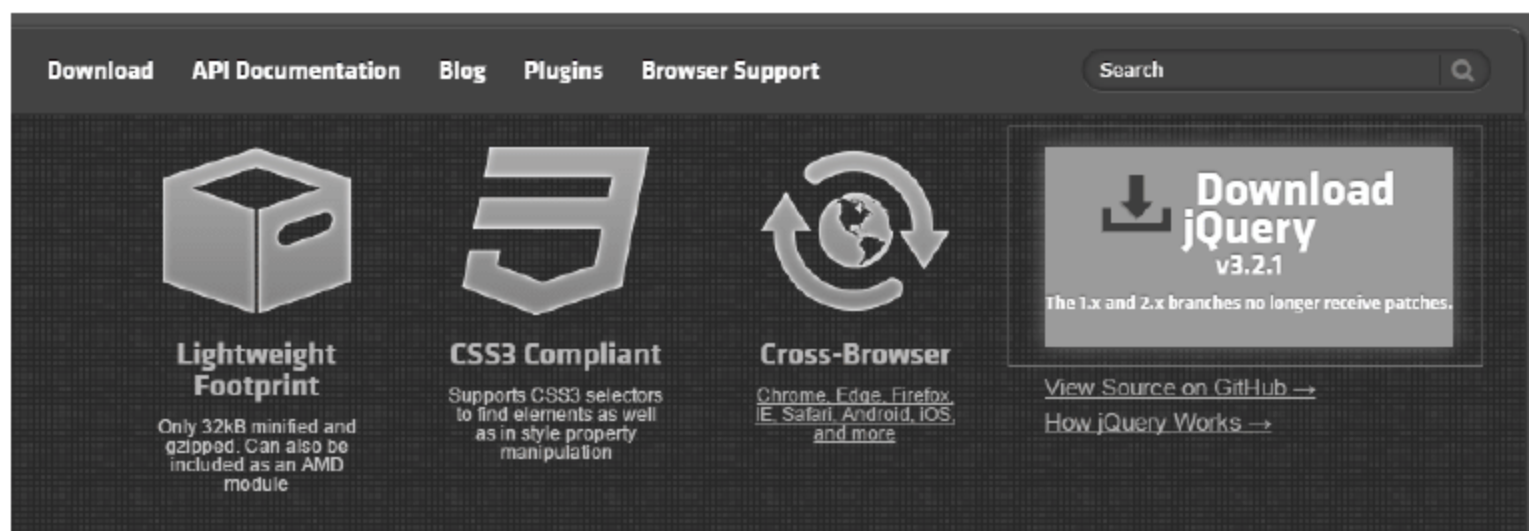 Download API Documentation Blog Plugins Browser Support Search
Lightweight
Footprint
Only 32kB minified and
gzipped. Can also be
included as an AMD
module
CSS3 Compliant
Supports CSS3 selectors
to find elements as well
as in style property
manipulation
Cross-Browser
Chrome, Edge, Firefox,
IE, Safari, Android, iOS,
and more
Download
jQuery
v3.2.1
The 1.x and 2.x branches no longer receive patches.
View Source on GitHub →
How jQuery Works →